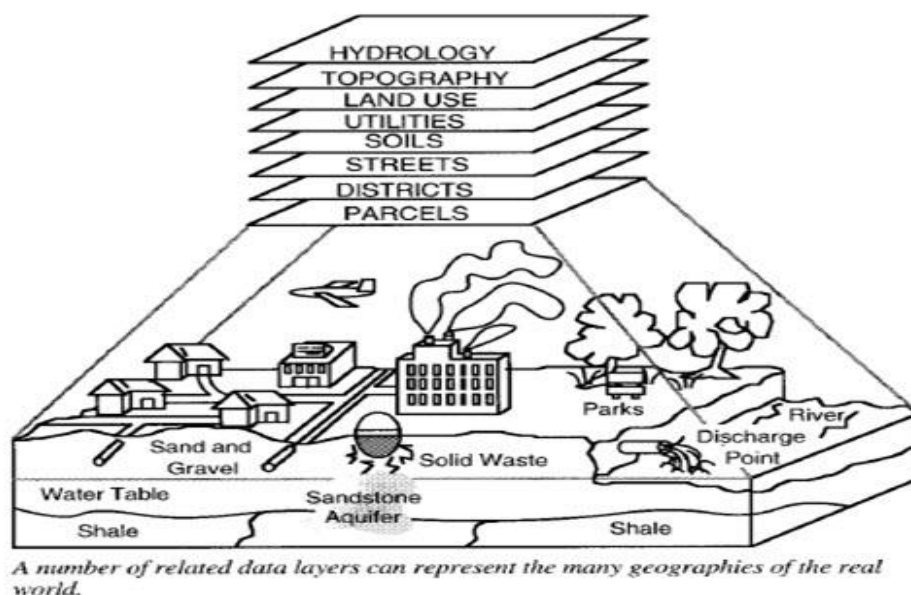 HYDROLOGY
TOPOGRAPHY
LAND USE
UTILITIES
SOILS
STREETS
DISTRICTS
PARCELS
Parks
River
Discharge
Point
Sand and
Gravel
Solid Waste
Water Table
Sandstone
Aquifer
Shale
Shale
A number of related data layers can represent the many geographies of the real
world.